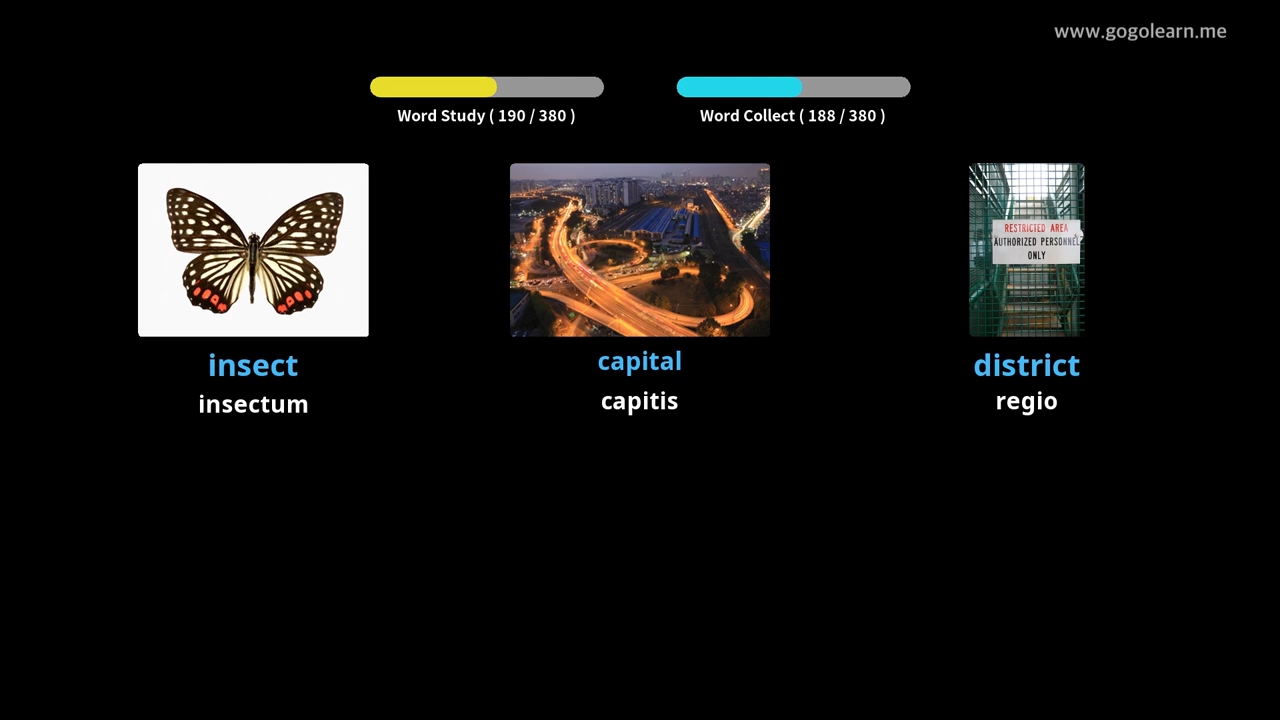 www.gogolearn.me
Word Study ( 190 / 380 )
Word Collect ( 188 / 380 )
RESTRICTED AREA
AUTHORIZED PERSONNEL
ONLY
insect
capital
district
insectum
capitis
regio